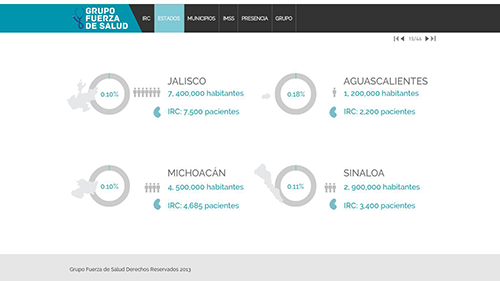 GRUPO
FUERZA
DE SALUD
IRC ESTADOS MUNICIPIOS IMSS PRESENCIA GRUPO
15/46
JALISCO
0.10%
7, 400,000 habitantes
IRC: 7,500 pacientes
AGUASCALIENTES
0.18%
1, 200,000 habitantes
IRC: 2,200 pacientes
MICHOACÁN
0.10%
4, 500,000 habitantes
IRC: 4,685 pacientes
SINALOA
0.11%
2, 900,000 habitantes
IRC: 3,400 pacientes
Grupo Fuerza de Salud Derechos Reservados 2013